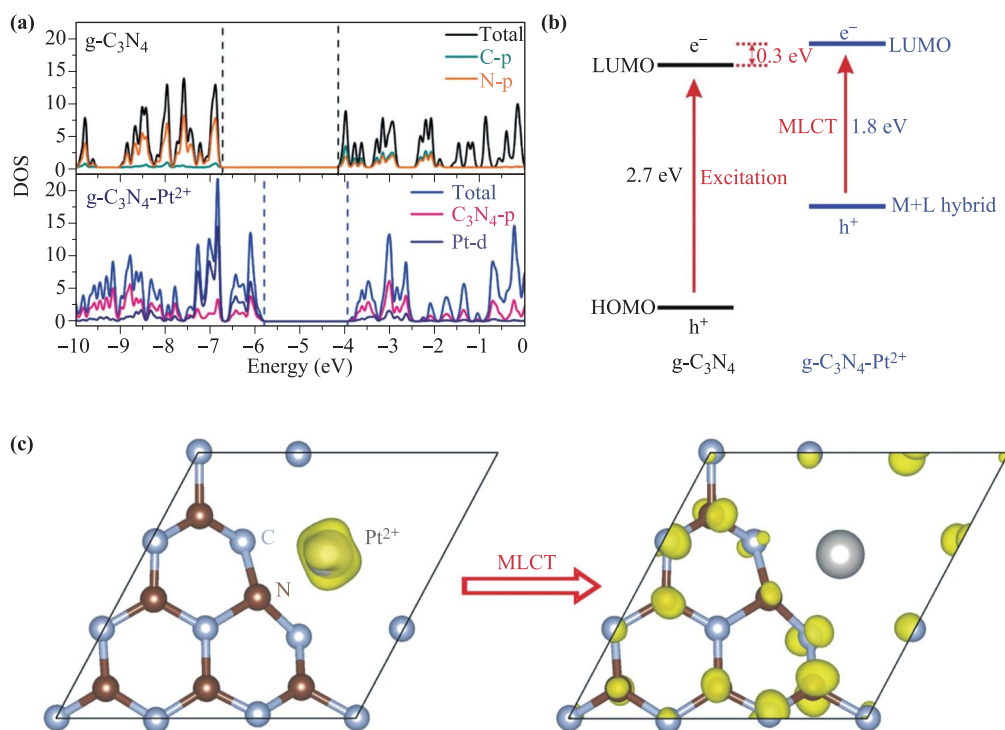 (a)
g-C₃N₄
Total
C-p
N-p
20
15
10
5
0
DOS
g-C₃N₄-Pt²⁺
Total
C₃N₄-p
Pt-d
20
15
10
5
0
−10 −9 −8 −7 −6 −5 −4 −3 −2 −1 0
Energy (eV)
(b)
e⁻
LUMO
0.3 eV
e⁻
LUMO
MLCT
1.8 eV
2.7 eV
Excitation
M+L hybrid
h⁺
HOMO
h⁺
g-C₃N₄
g-C₃N₄-Pt²⁺
(c)
C
Pt²⁺
N
MLCT